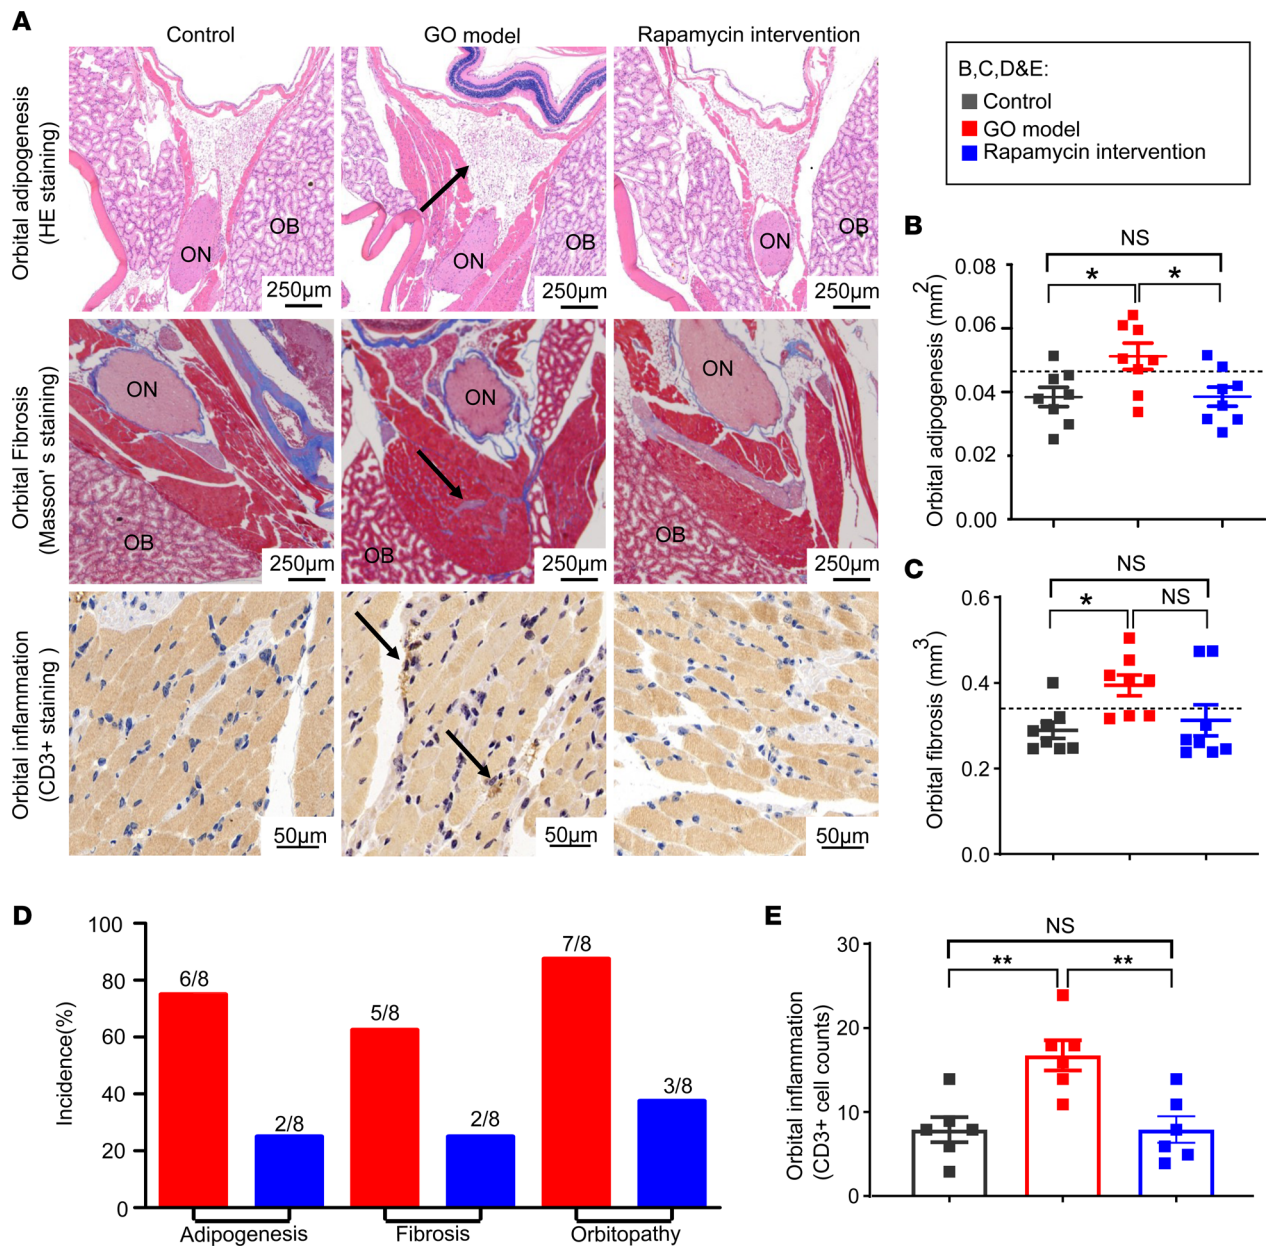 A
Control
GO model
Rapamycin intervention
Orbital adipogenesis
(HE staining)
ON
OB
250μm
ON
OB
250μm
ON
OB
250μm
Orbital Fibrosis
(Masson's staining)
ON
OB
250μm
ON
OB
250μm
ON
OB
250μm
Orbital inflammation
(CD3+ staining )
50μm
50μm
50μm
B,C,D&E:
Control
GO model
Rapamycin intervention
B
NS
* *
Orbital adipogenesis (mm2
0.08
0.06
0.04
0.02
0.00
C
NS
* NS
Orbital fibrosis (mm3
0.6
0.4
0.2
0.0
D
Incidence(%)
100
80
60
40
20
0
6/8
2/8
5/8
2/8
7/8
3/8
Adipogenesis
Fibrosis
Orbitopathy
E
NS
** **
Orbital inflammation
(CD3+ cell counts)
30
20
10
0